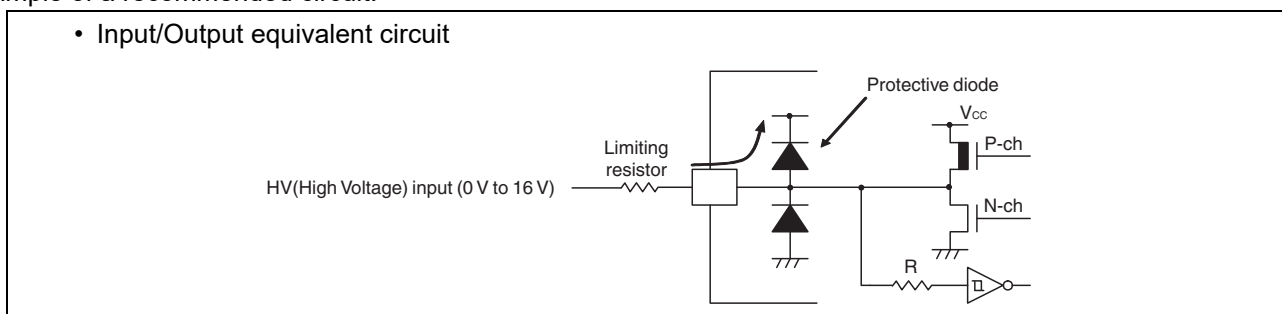 • Input/Output equivalent circuit
Protective diode
Vcc
Limiting
resistor
P-ch
HV(High Voltage) input (0 V to 16 V)
N-ch
R